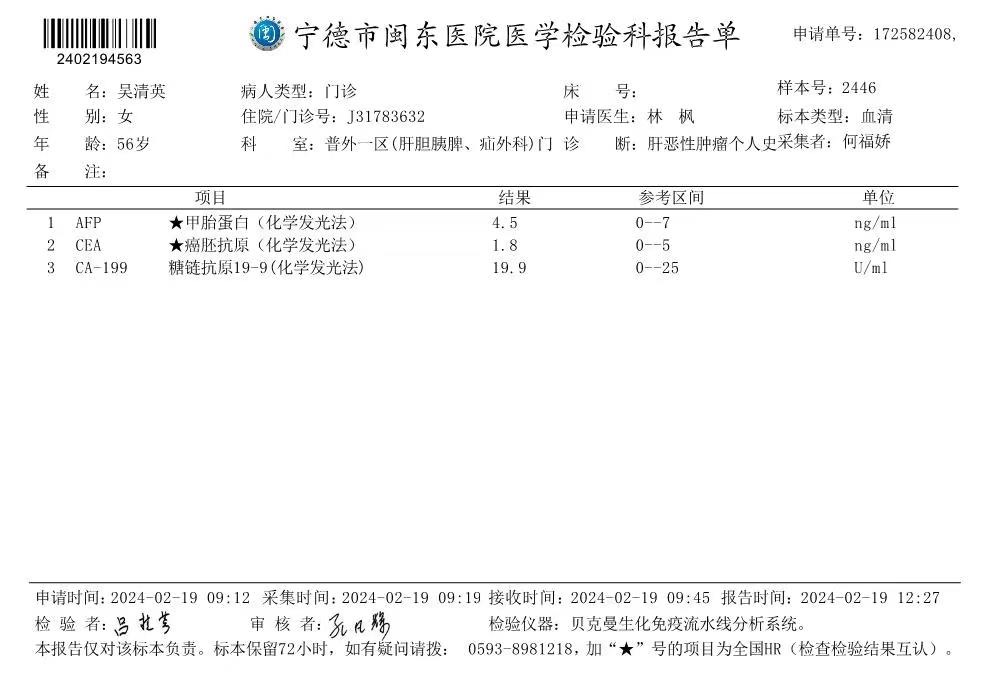 宁德市闽东医院医学检验科报告单
申请单号：172582408,
2402194563
姓 名：吴清英 病人类型：门诊 床 号： 样本号：2446
性 别：女 住院/门诊号：J31783632 申请医生：林 枫 标本类型：血清
年 龄：56岁 科 室：普外一区(肝胆胰脾、疝外科)门 诊 断：肝恶性肿瘤个人史 采集者：何福娇
备 注：
项目 结果 参考区间 单位
1 AFP ★甲胎蛋白（化学发光法） 4.5 0--7 ng/ml
2 CEA ★癌胚抗原（化学发光法） 1.8 0--5 ng/ml
3 CA-199 糖链抗原19-9(化学发光法) 19.9 0--25 U/ml
申请时间：2024-02-19 09:12 采集时间：2024-02-19 09:19 接收时间：2024-02-19 09:45 报告时间：2024-02-19 12:27
检 验 者： 审 核 者： 检验仪器：贝克曼生化免疫流水线分析系统。
本报告仅对该标本负责。标本保留72小时，如有疑问请拨： 0593-8981218，加“★”号的项目为全国HR（检查检验结果互认）。